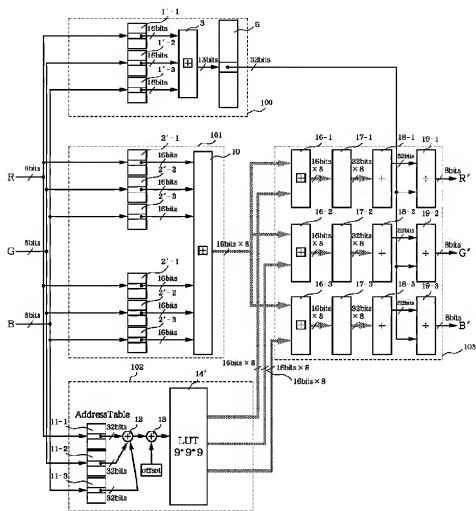 1'-1
3
5
16bits
1'-2
16bits
13bits
32bits
1'-3
16bits
100
101
2'-1
10
16bits
2'-2
16bits
2'-3
16bits
R
8bits
G
8bits
B
8bits
2'-1
16bits
2'-2
16bits
2'-3
16bits
16bits×8
16-1
17-1
18-1
19-1
16bits
×8
32bits
×8
32bits
+
÷
8bits
R"
16-2
17-2
18-2
19-2
16bits
×8
32bits
×8
32bits
+
÷
8bits
G"
16-3
17-3
18-3
19-3
16bits
×8
32bits
×8
32bits
+
÷
8bits
B"
103
16bits×8
16bits×8
16bits×8
102
14'
AddressTable
11-1
12
13
32bits
11-2
32bits
offset
11-3
32bits
LUT
9*9*9